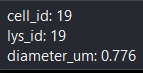 cell_id: 19
lys_id: 19
diameter_um: 0.776